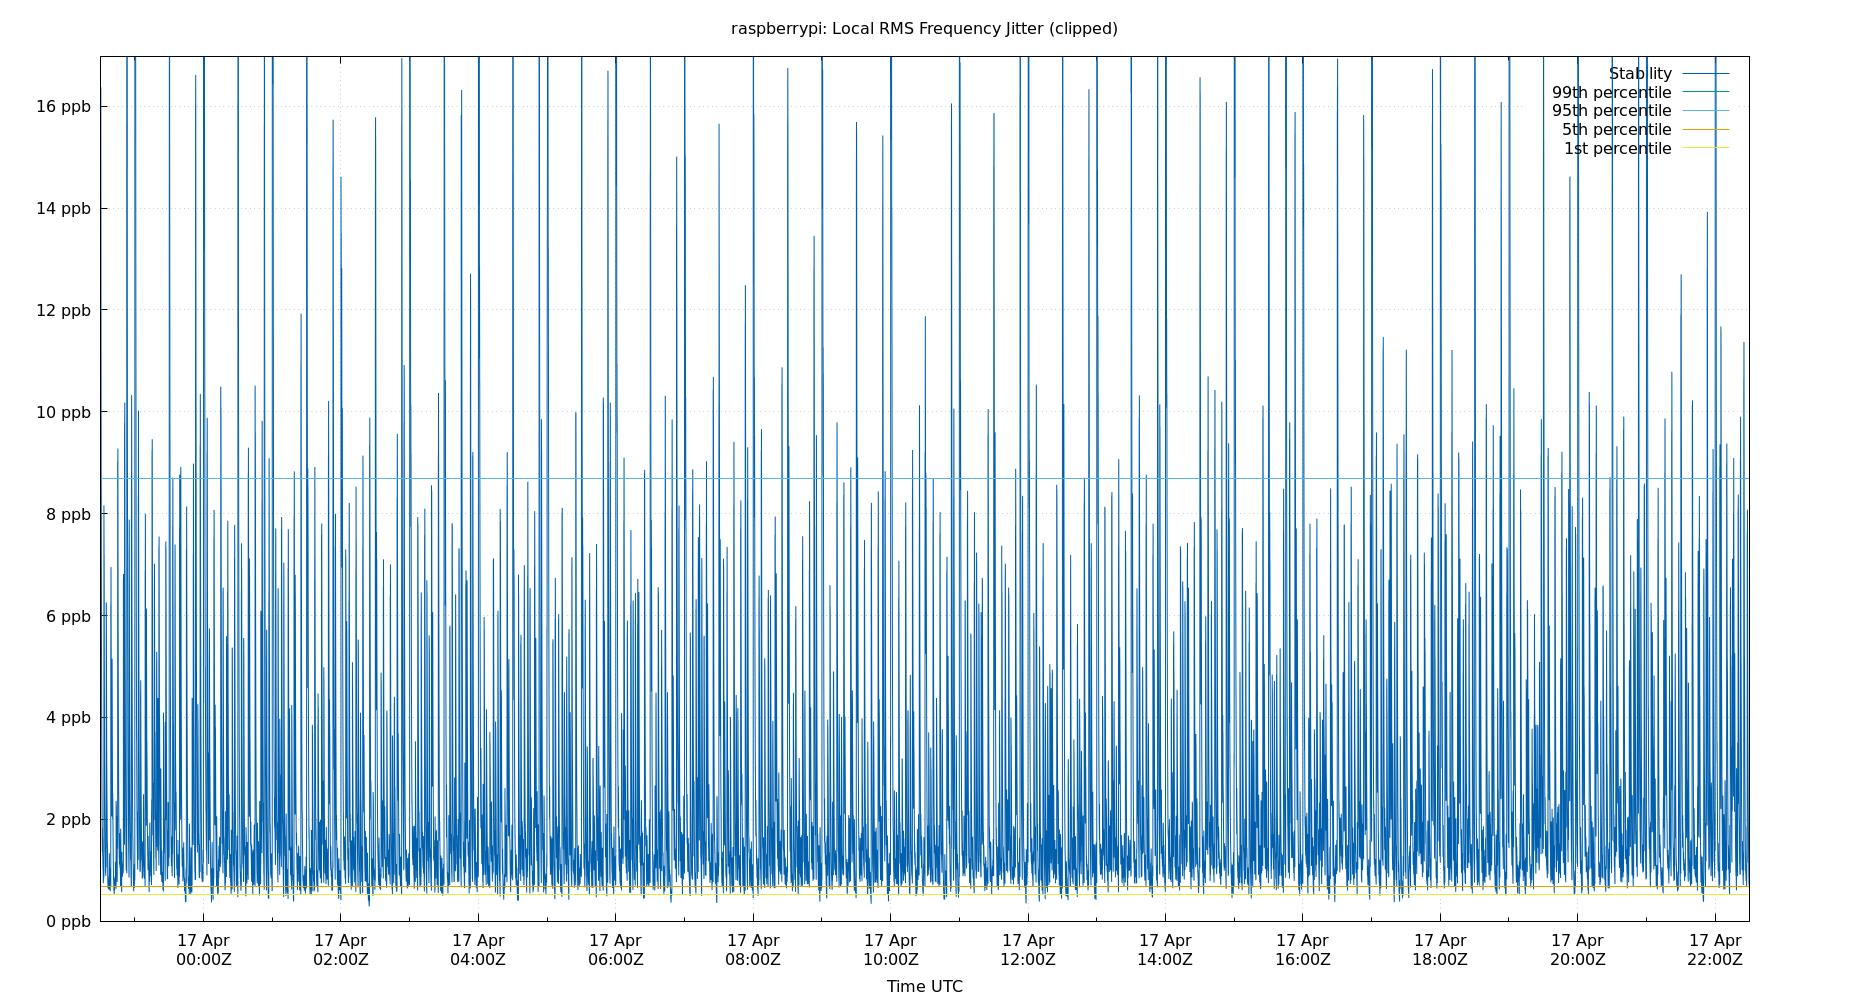 raspberrypi: Local RMS Frequency Jitter (clipped)
Stability
99th percentile
95th percentile
5th percentile
1st percentile
16 ppb
14 ppb
12 ppb
10 ppb
8 ppb
6 ppb
4 ppb
2 ppb
0 ppb
17 Apr 17 Apr 17 Apr 17 Apr 17 Apr 17 Apr 17 Apr 17 Apr 17 Apr 17 Apr 17 Apr 17 Apr
00:00Z 02:00Z 04:00Z 06:00Z 08:00Z 10:00Z 12:00Z 14:00Z 16:00Z 18:00Z 20:00Z 22:00Z
Time UTC